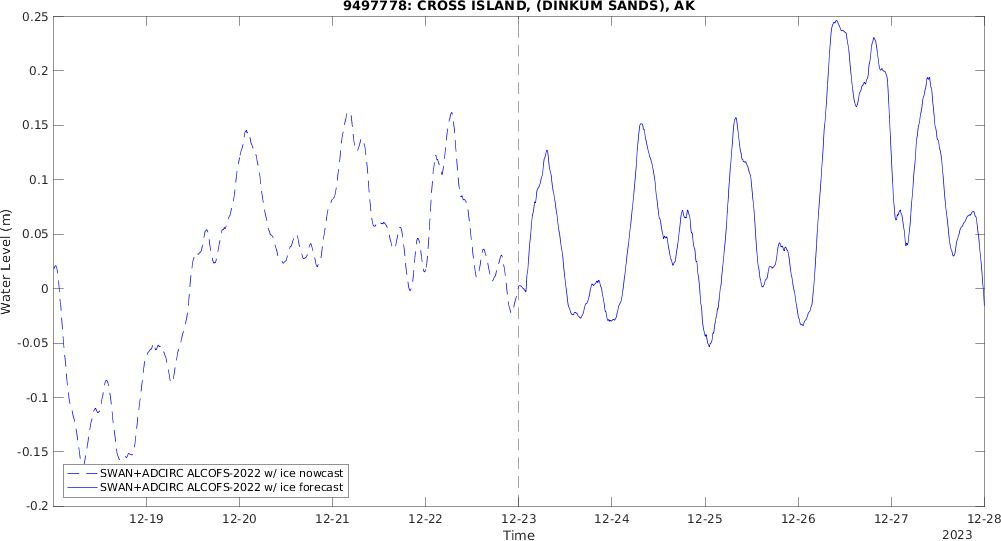 9497778: CROSS ISLAND, (DINKUM SANDS), AK
0.25
0.2
0.15
0.1
0.05
0
-0.05
-0.1
-0.15
-0.2
Water Level (m)
SWAN+ADCIRC ALCOFS-2022 w/ ice nowcast
SWAN+ADCIRC ALCOFS-2022 w/ ice forecast
12-19 12-20 12-21 12-22 12-23 12-24 12-25 12-26 12-27 12-28
Time
2023